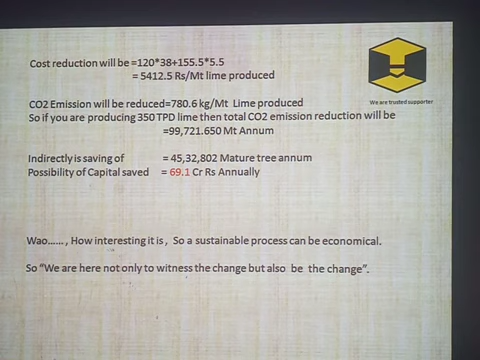 Cost reduction will be =120*38+155.5*5.5
= 5412.5 Rs/Mt lime produced
We are trusted supporter
CO2 Emission will be reduced=780.6 kg/Mt Lime produced
So if you are producing 350 TPD lime then total CO2 emission reduction will be
=99,721.650 Mt Annum
Indirectly is saving of = 45,32,802 Mature tree annum
Possibility of Capital saved = 69.1 Cr Rs Annually
Wao......, How interesting it is, So a sustainable process can be economical.
So “We are here not only to witness the change but also be the change”.